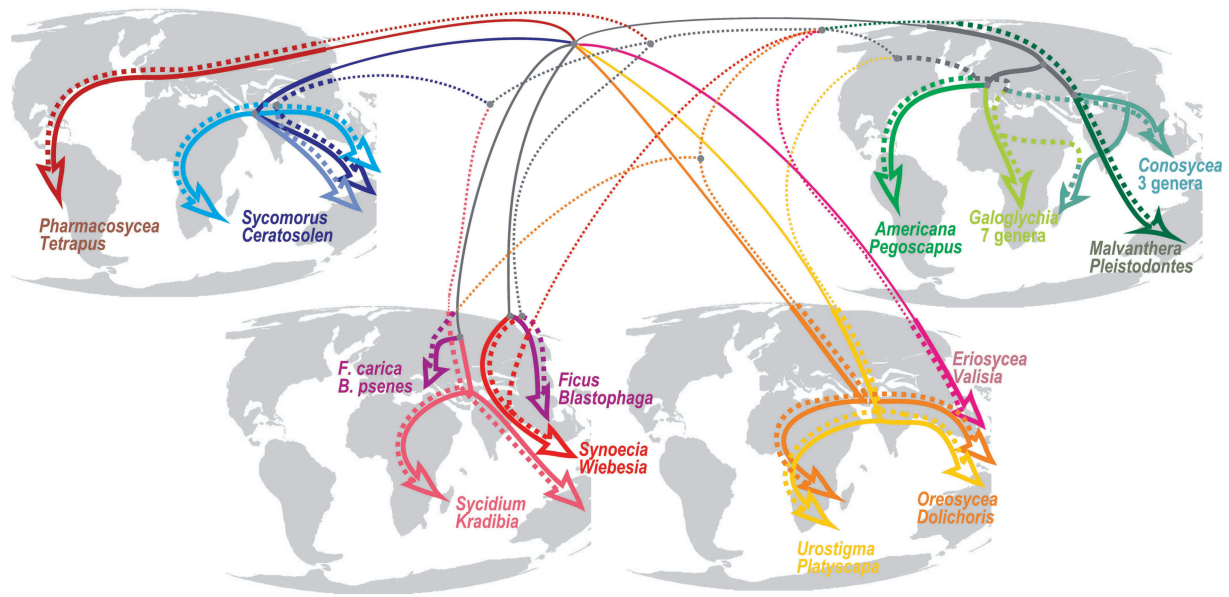 Pharmacosycea
Tetrapus
Sycomorus
Ceratosolen
Americana
Pegoscapus
Galoglychia
7 genera
Conosycea
3 genera
Malvanthera
Pleistodontes
F. carica
B. psenes
Ficus
Blastophaga
Synoecia
Wiebesia
Sycidium
Kradibia
Eriosycea
Valisia
Oreosycea
Dolichoris
Urostigma
Platyscapa